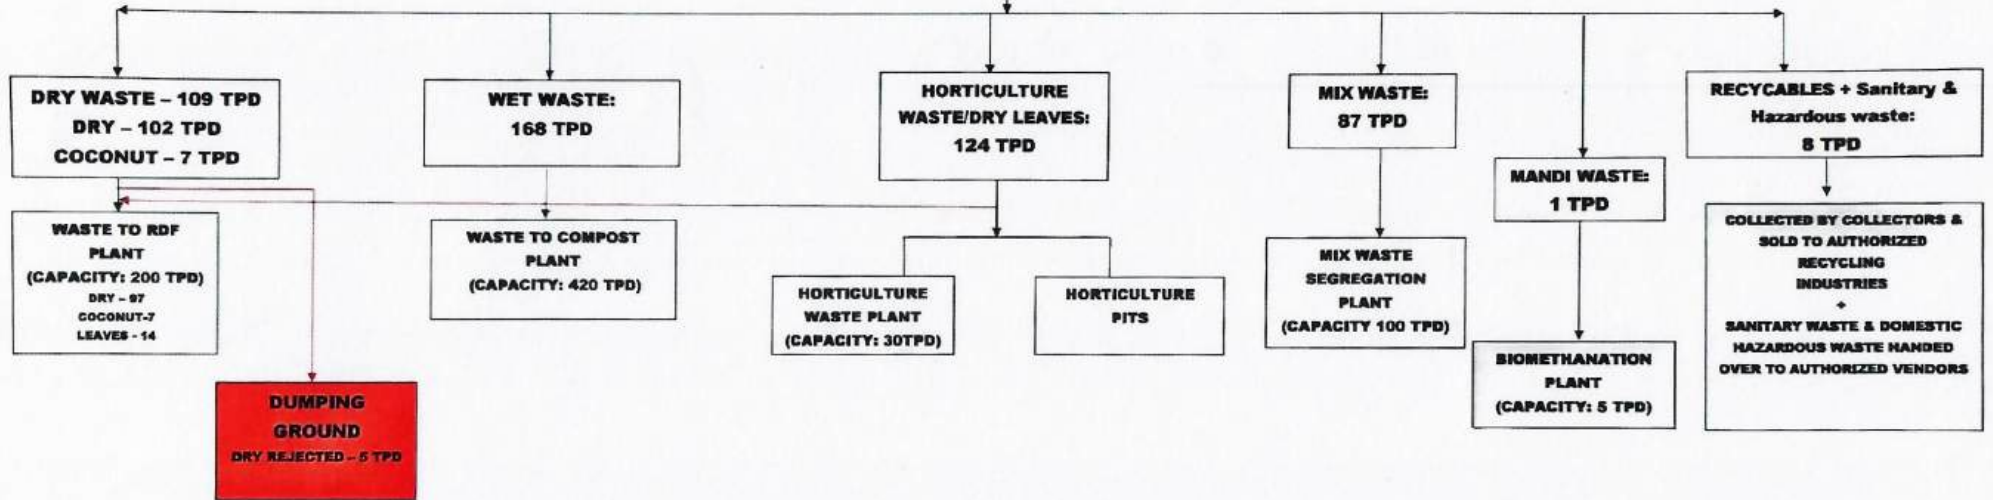 DRY WASTE – 109 TPD
DRY – 102 TPD
COCONUT – 7 TPD
WET WASTE:
168 TPD
HORTICULTURE
WASTE/DRY LEAVES:
124 TPD
MIX WASTE:
87 TPD
MANDI WASTE:
1 TPD
RECYCABLES + Sanitary &
Hazardous waste:
8 TPD
WASTE TO RDF
PLANT
(CAPACITY: 200 TPD)
DRY – 97
COCONUT-7
LEAVES - 14
WASTE TO COMPOST
PLANT
(CAPACITY: 420 TPD)
HORTICULTURE
WASTE PLANT
(CAPACITY: 30TPD)
HORTICULTURE
PITS
MIX WASTE
SEGREGATION
PLANT
(CAPACITY 100 TPD)
BIOMETHANATION
PLANT
(CAPACITY: 5 TPD)
COLLECTED BY COLLECTORS &
SOLD TO AUTHORIZED
RECYCLING
INDUSTRIES
+
SANITARY WASTE & DOMESTIC
HAZARDOUS WASTE HANDED
OVER TO AUTHORIZED VENDORS
DUMPING
GROUND
DRY REJECTED – 5 TPD